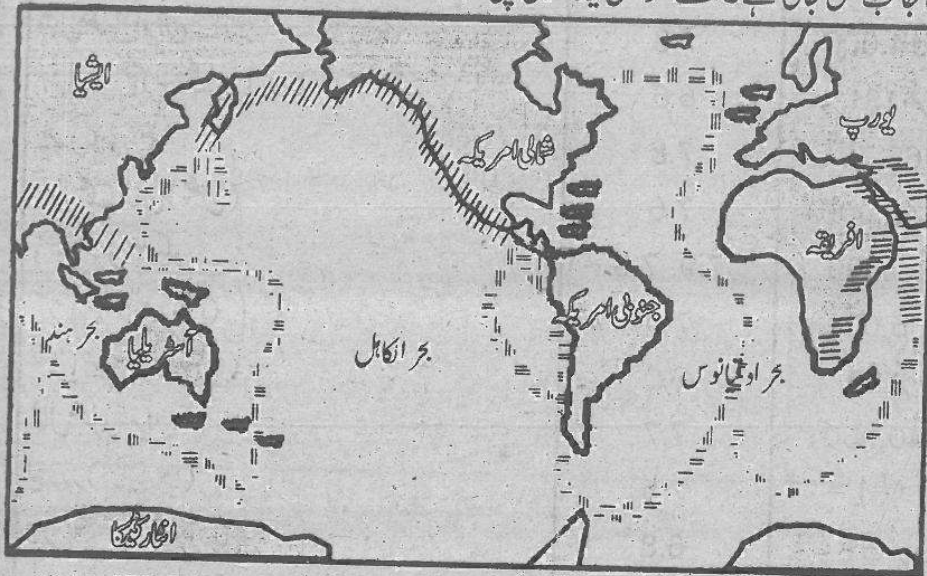 ایشیا
یورپ
شمالی امریکہ
افریقہ
جنوبی امریکہ
بحر ہند
آسٹریلیا
بحر الکاہل
بحر اوقیانوس
انٹارکٹیکا